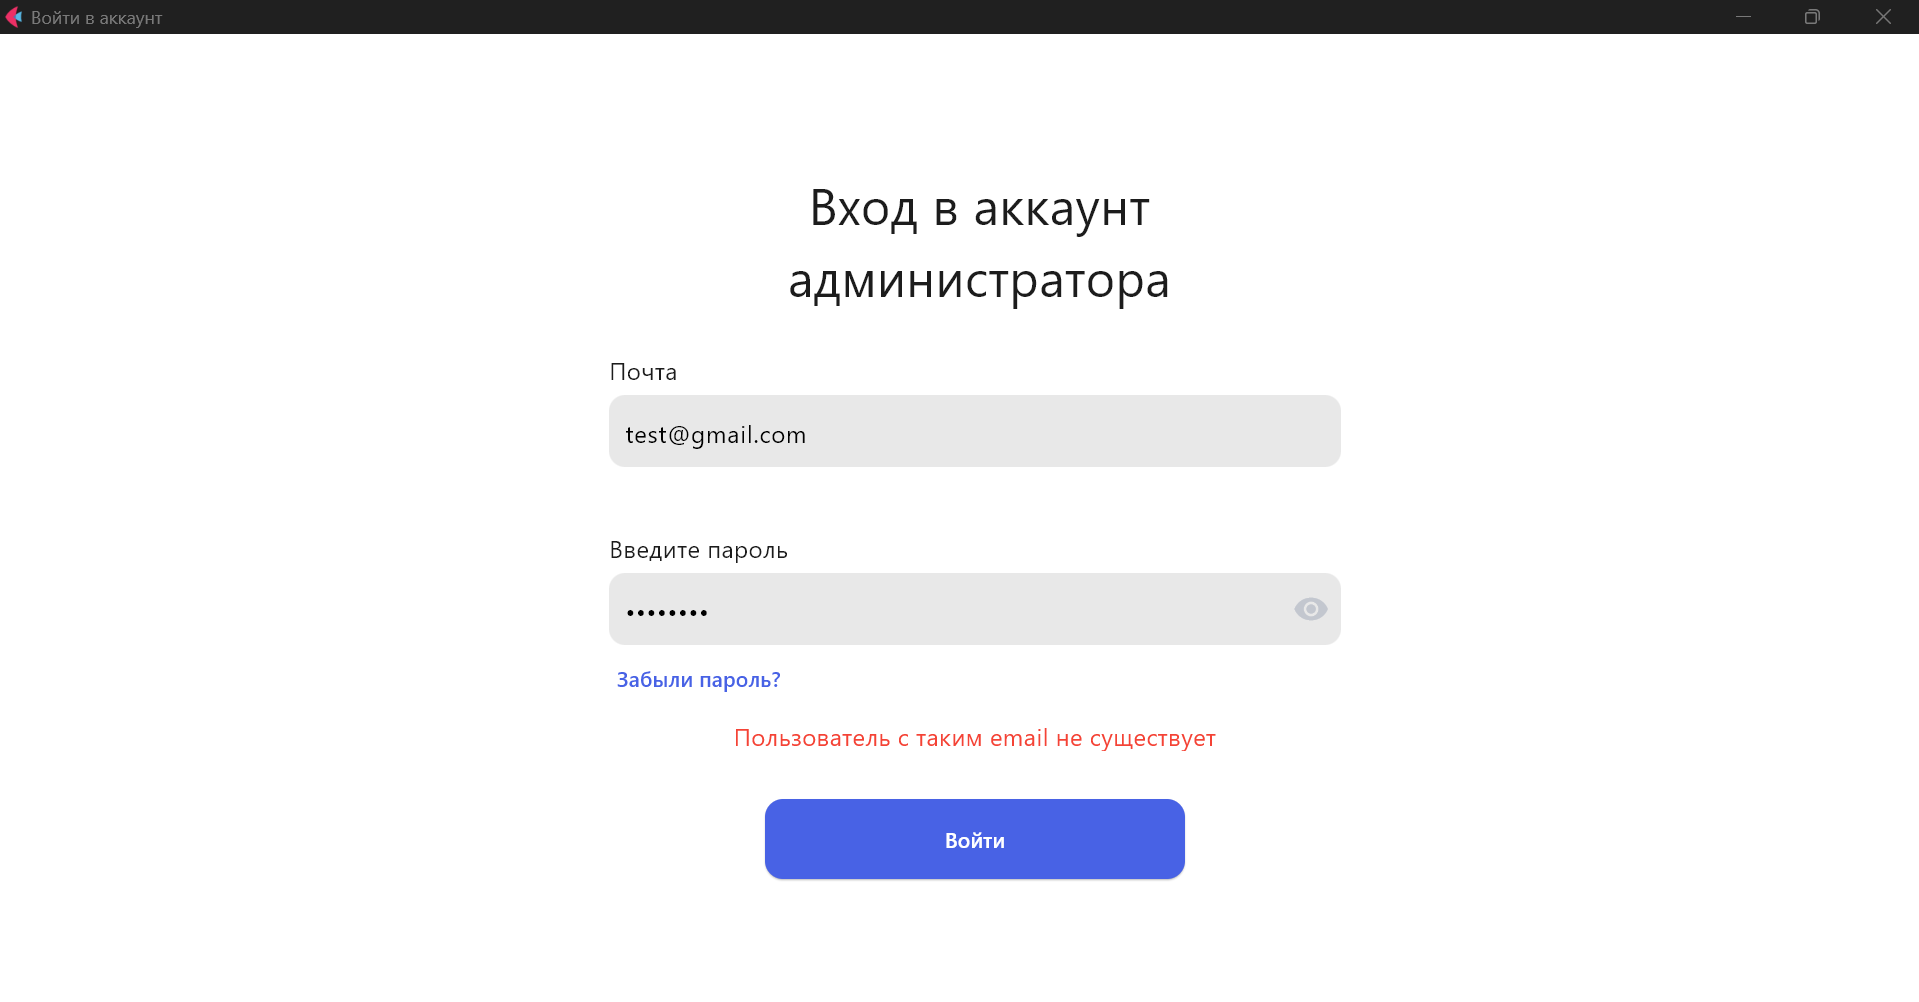 Войти в аккаунт
Вход в аккаунт
администратора
Почта
test@gmail.com
Введите пароль
••••••••
Забыли пароль?
Пользователь с таким email не существует
Войти